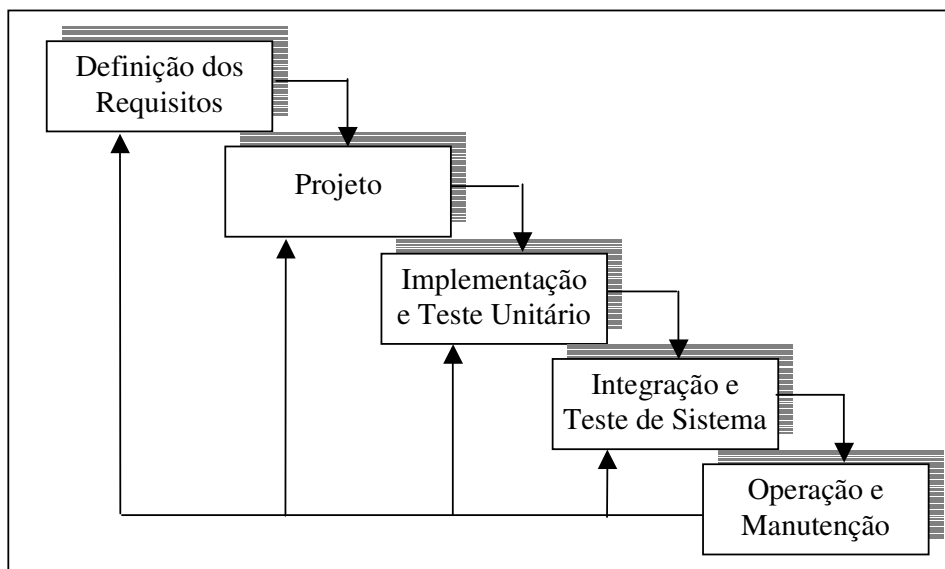 Definição dos
Requisitos
Projeto
Implementação
e Teste Unitário
Integração e
Teste de Sistema
Operação e
Manutenção